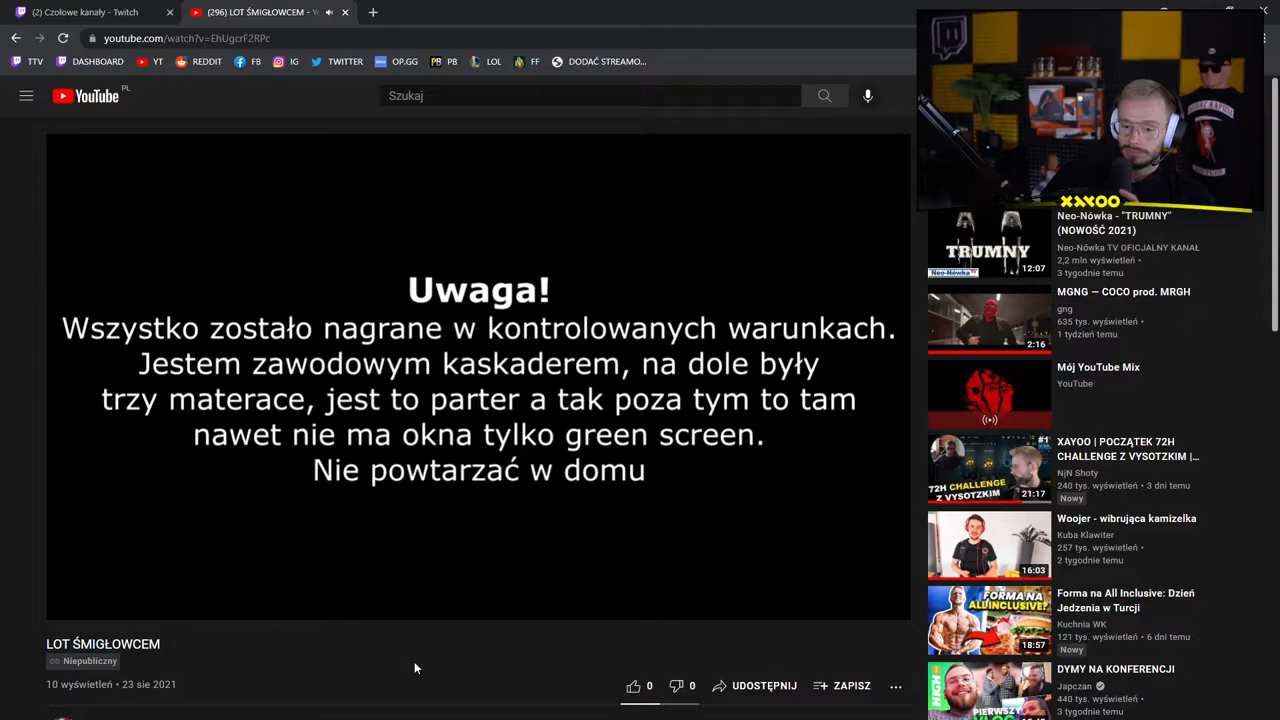 (2) Czołowe kanały - Twitch
(296) LOT ŚMIGŁOWCEM - Yo
youtube.com/watch?v=EhUgcrF2RPc
TTV DASHBOARD YT REDDIT FB IG TWITTER OP.GG PB LOL FF DODAĆ STREAMO...
YouTube PL
Szukaj
XAYOO
Uwaga!
Wszystko zostało nagrane w kontrolowanych warunkach.
Jestem zawodowym kaskaderem, na dole były
trzy materace, jest to parter a tak poza tym to tam
nawet nie ma okna tylko green screen.
Nie powtarzać w domu
LOT ŚMIGŁOWCEM
Niepubliczny
10 wyświetleń • 23 sie 2021
0 0 UDOSTĘPNIJ ZAPISZ
TRUMNY
Neo-Nówka
12:07
Neo-Nówka - "TRUMNY"
(NOWOŚĆ 2021)
Neo-Nówka TV OFICJALNY KANAŁ
2,2 mln wyświetleń •
3 tygodnie temu
2:16
MGNG — COCO prod. MRGH
gng
635 tys. wyświetleń •
1 tydzień temu
Mój YouTube Mix
YouTube
#1
72H CHALLENGE
Z VYSOTZKIM
21:17
XAYOO | POCZĄTEK 72H
CHALLENGE Z VYSOTZKIM |...
NjN Shoty
240 tys. wyświetleń • 3 dni temu
Nowy
16:03
Woojer - wibrująca kamizelka
Kuba Klawiter
257 tys. wyświetleń •
2 tygodnie temu
FORMA NA
ALL INCLUSIVE?
18:57
Forma na All Inclusive: Dzień
Jedzenia w Turcji
Kuchnia WK
121 tys. wyświetleń • 6 dni temu
Nowy
HIGH
PIERWSZY
DYMY NA KONFERENCJI
Japczan
440 tys. wyświetleń •
3 tygodnie temu